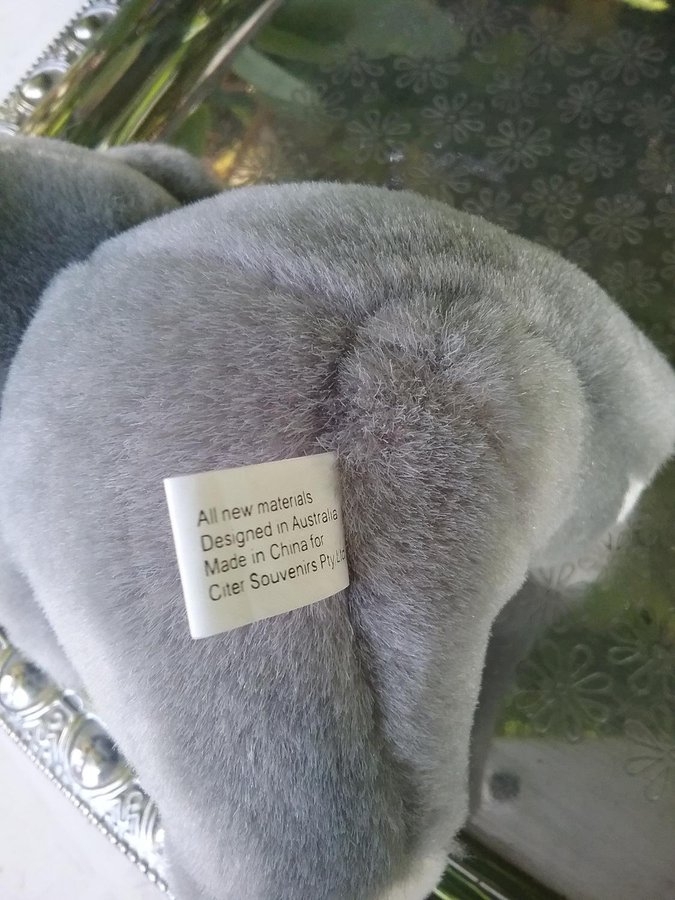 All new materials
Designed in Australia
Made in China for
Citer Souvenirs Pty Ltd